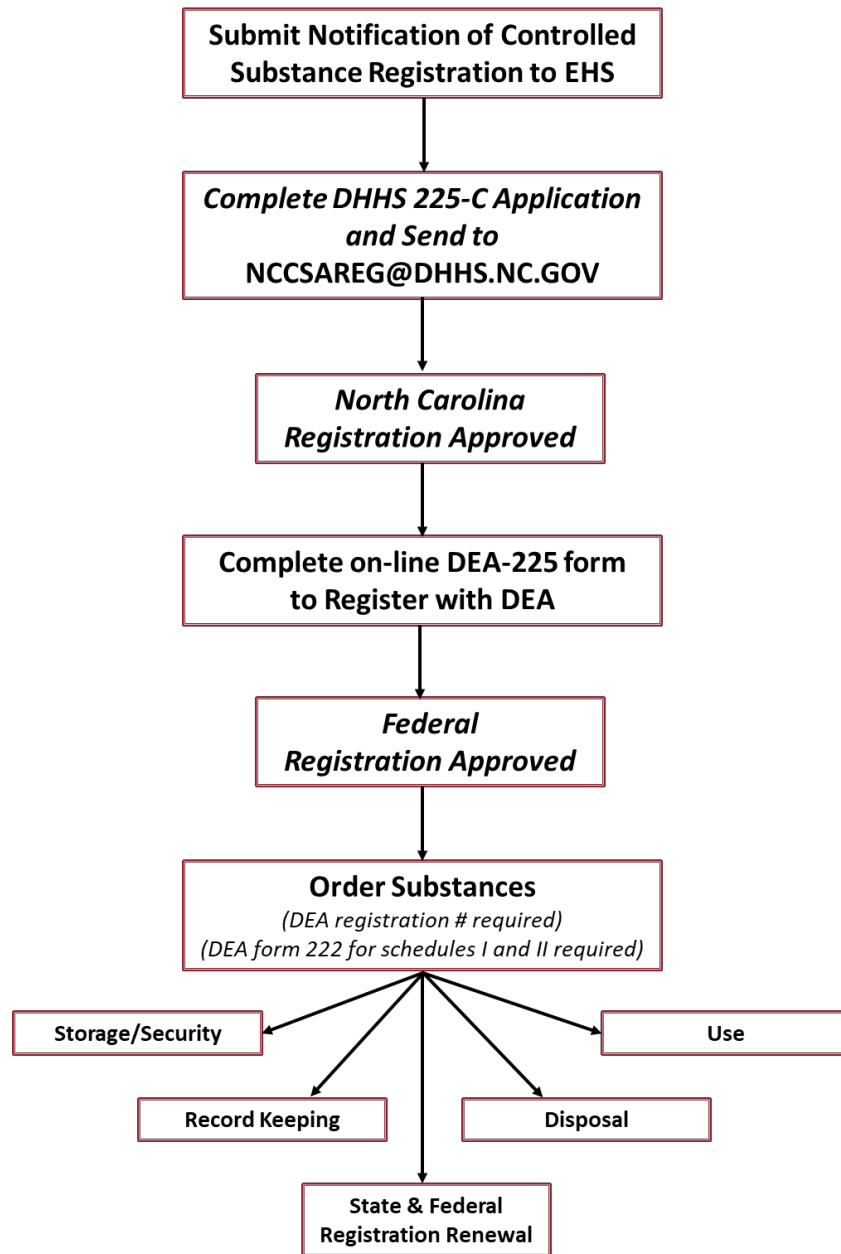 Submit Notification of Controlled
Substance Registration to EHS
Complete DHHS 225-C Application
and Send to
NCCSAREG@DHHS.NC.GOV
North Carolina
Registration Approved
Complete on-line DEA-225 form
to Register with DEA
Federal
Registration Approved
Order Substances
(DEA registration # required)
(DEA form 222 for schedules I and II required)
Storage/Security
Use
Record Keeping
Disposal
State & Federal
Registration Renewal